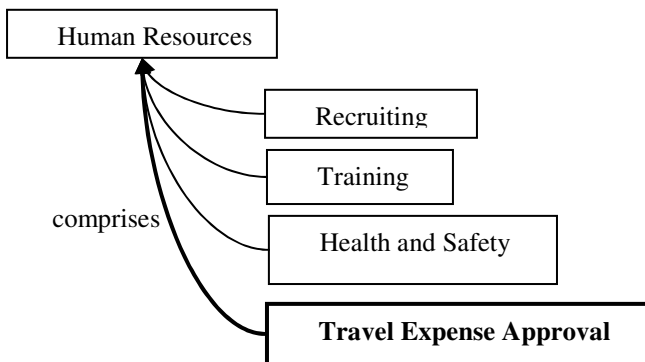 Human Resources
Recruiting
Training
comprises
Health and Safety
Travel Expense Approval